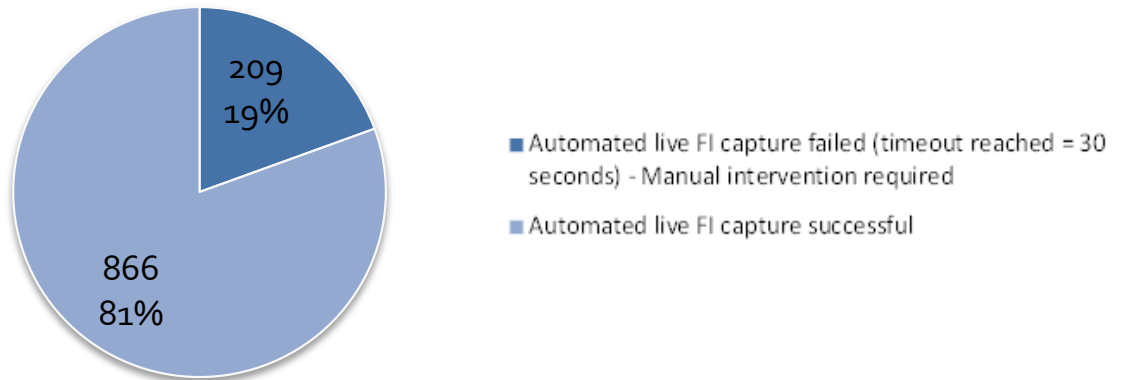 209
19%
866
81%
Automated live FI capture failed (timeout reached = 30
seconds) - Manual intervention required
Automated live FI capture successful